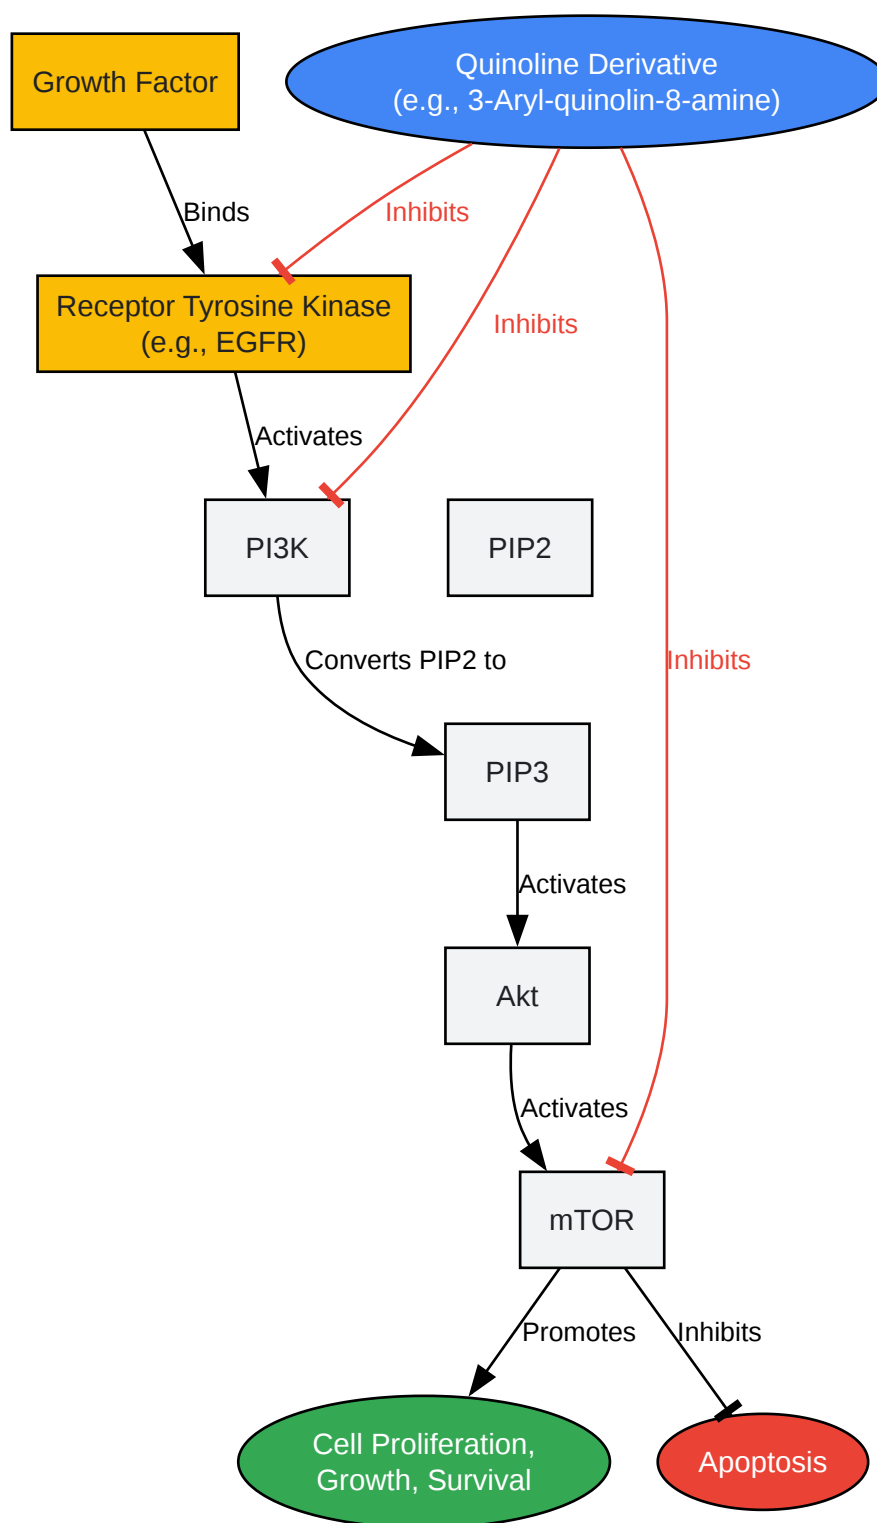 Growth Factor
Quinoline Derivative
(e.g., 3-Aryl-quinolin-8-amine)
Binds
Inhibits
Receptor Tyrosine Kinase
(e.g., EGFR)
Inhibits
Activates
PI3K
PIP2
Converts PIP2 to
Inhibits
PIP3
Activates
Akt
Activates
mTOR
Promotes
Inhibits
Cell Proliferation,
Growth, Survival
Apoptosis